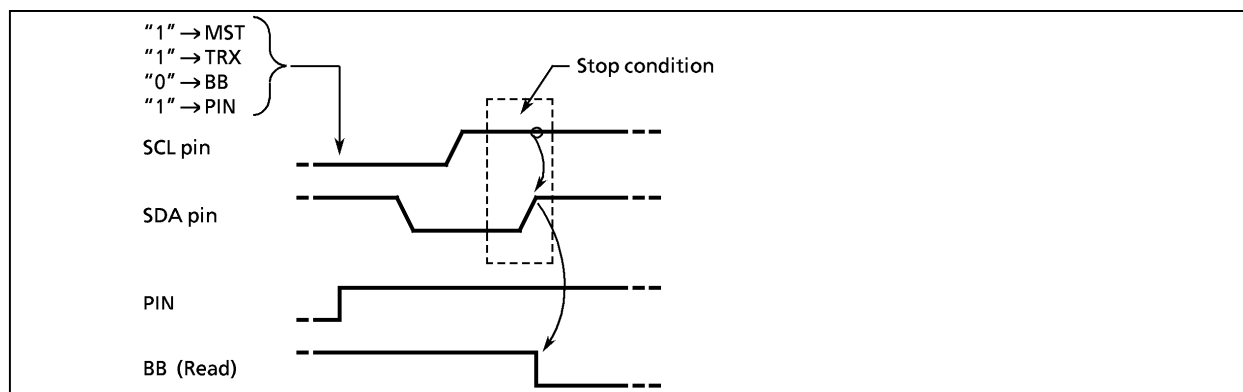 “1” → MST
“1” → TRX
“0” → BB
“1” → PIN
Stop condition
SCL pin
SDA pin
PIN
BB (Read)